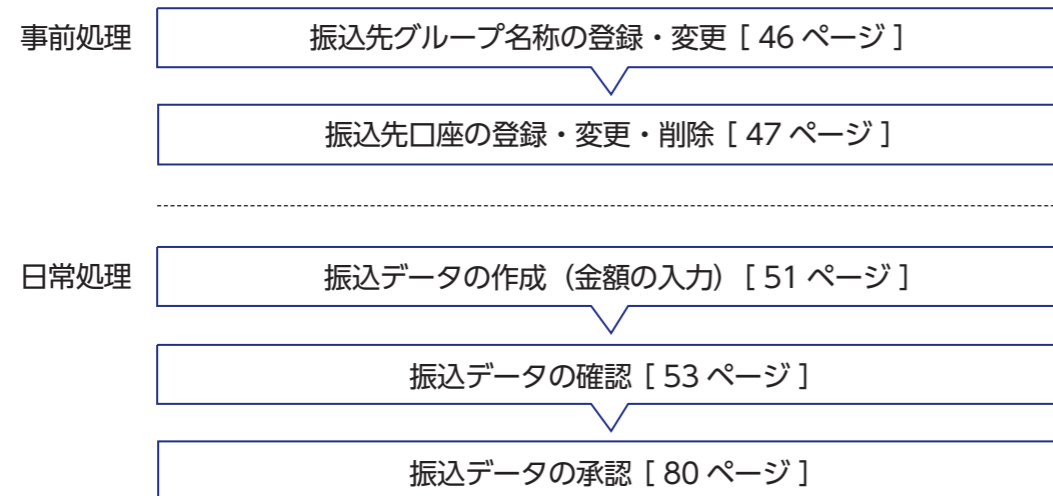 事前処理
振込先グループ名称の登録・変更 [ 46 ページ ]
振込先口座の登録・変更・削除 [ 47 ページ ]
日常処理
振込データの作成（金額の入力） [ 51 ページ ]
振込データの確認 [ 53 ページ ]
振込データの承認 [ 80 ページ ]